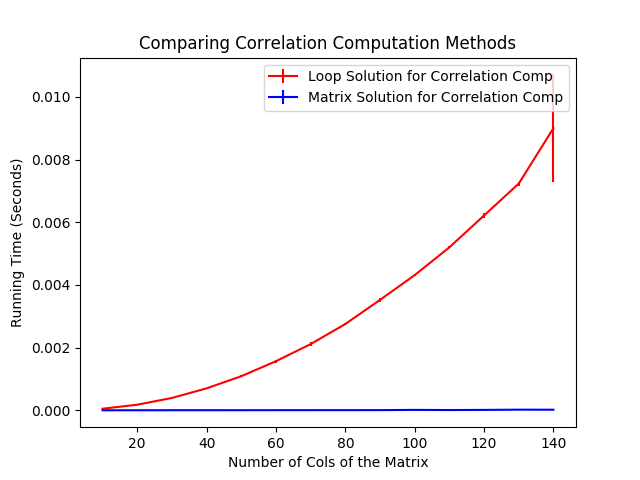 Comparing Correlation Computation Methods
Loop Solution for Correlation Comp
Matrix Solution for Correlation Comp
0.010
0.008
0.006
0.004
0.002
0.000
Running Time (Seconds)
20 40 60 80 100 120 140
Number of Cols of the Matrix